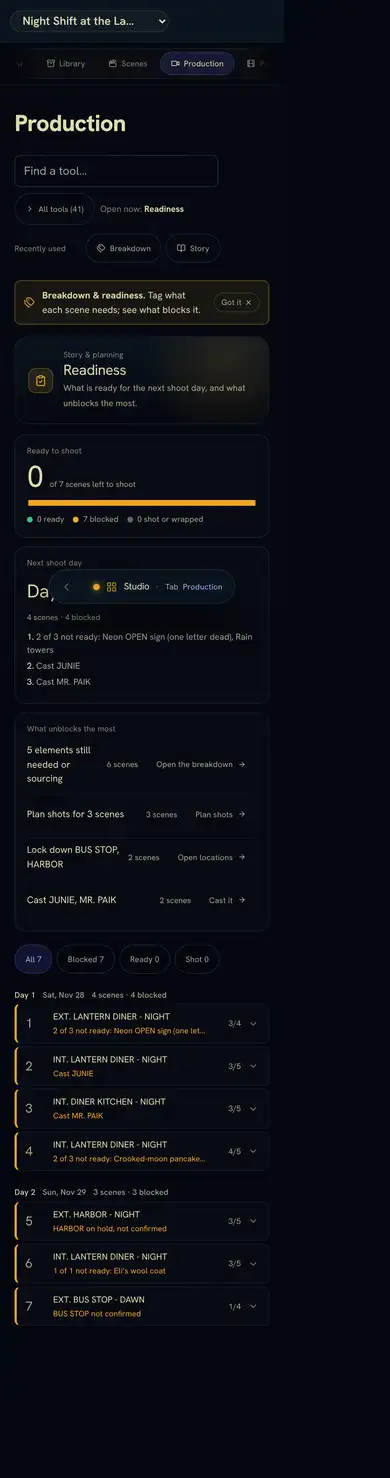 Night Shift at the La...
Library
Scenes
Production
Production
Find a tool...
All tools (41)
Open now: Readiness
Recently used
Breakdown
Story
Breakdown & readiness. Tag what
each scene needs; see what blocks it.
Got it ×
Story & planning
Readiness
What is ready for the next shoot day, and what
unblocks the most.
Ready to shoot
0 of 7 scenes left to shoot
0 ready
7 blocked
0 shot or wrapped
Next shoot day
Day
Studio · Tab Production
4 scenes · 4 blocked
1. 2 of 3 not ready: Neon OPEN sign (one letter dead), Rain
towers
2. Cast JUNIE
3. Cast MR. PAIK
What unblocks the most
5 elements still
needed or
sourcing
6 scenes
Open the breakdown →
Plan shots for 3 scenes
3 scenes
Plan shots →
Lock down BUS STOP,
HARBOR
2 scenes
Open locations →
Cast JUNIE, MR. PAIK
2 scenes
Cast it →
All 7
Blocked 7
Ready 0
Shot 0
Day 1 Sat, Nov 28 4 scenes · 4 blocked
1
EXT. LANTERN DINER - NIGHT
2 of 3 not ready: Neon OPEN sign (one let...
3/4
2
INT. LANTERN DINER - NIGHT
Cast JUNIE
3/5
3
INT. DINER KITCHEN - NIGHT
Cast MR. PAIK
3/5
4
INT. LANTERN DINER - NIGHT
2 of 3 not ready: Crooked-moon pancake...
4/5
Day 2 Sun, Nov 29 3 scenes · 3 blocked
5
EXT. HARBOR - NIGHT
HARBOR on hold, not confirmed
3/5
6
INT. LANTERN DINER - NIGHT
1 of 1 not ready: Eli's wool coat
3/5
7
EXT. BUS STOP - DAWN
BUS STOP not confirmed
1/4